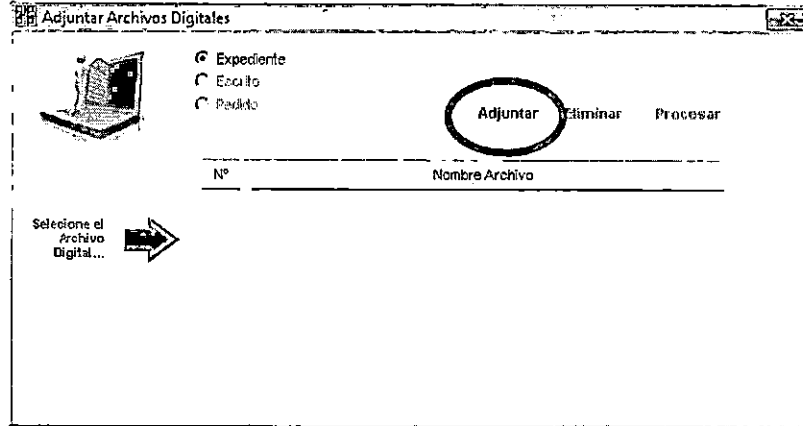 Adjuntar Archivos Digitales
Expediente
Escrito
Pedido
Adjuntar Eliminar Procesar
Nº Nombre Archivo
Selecione el
Archivo
Digital...